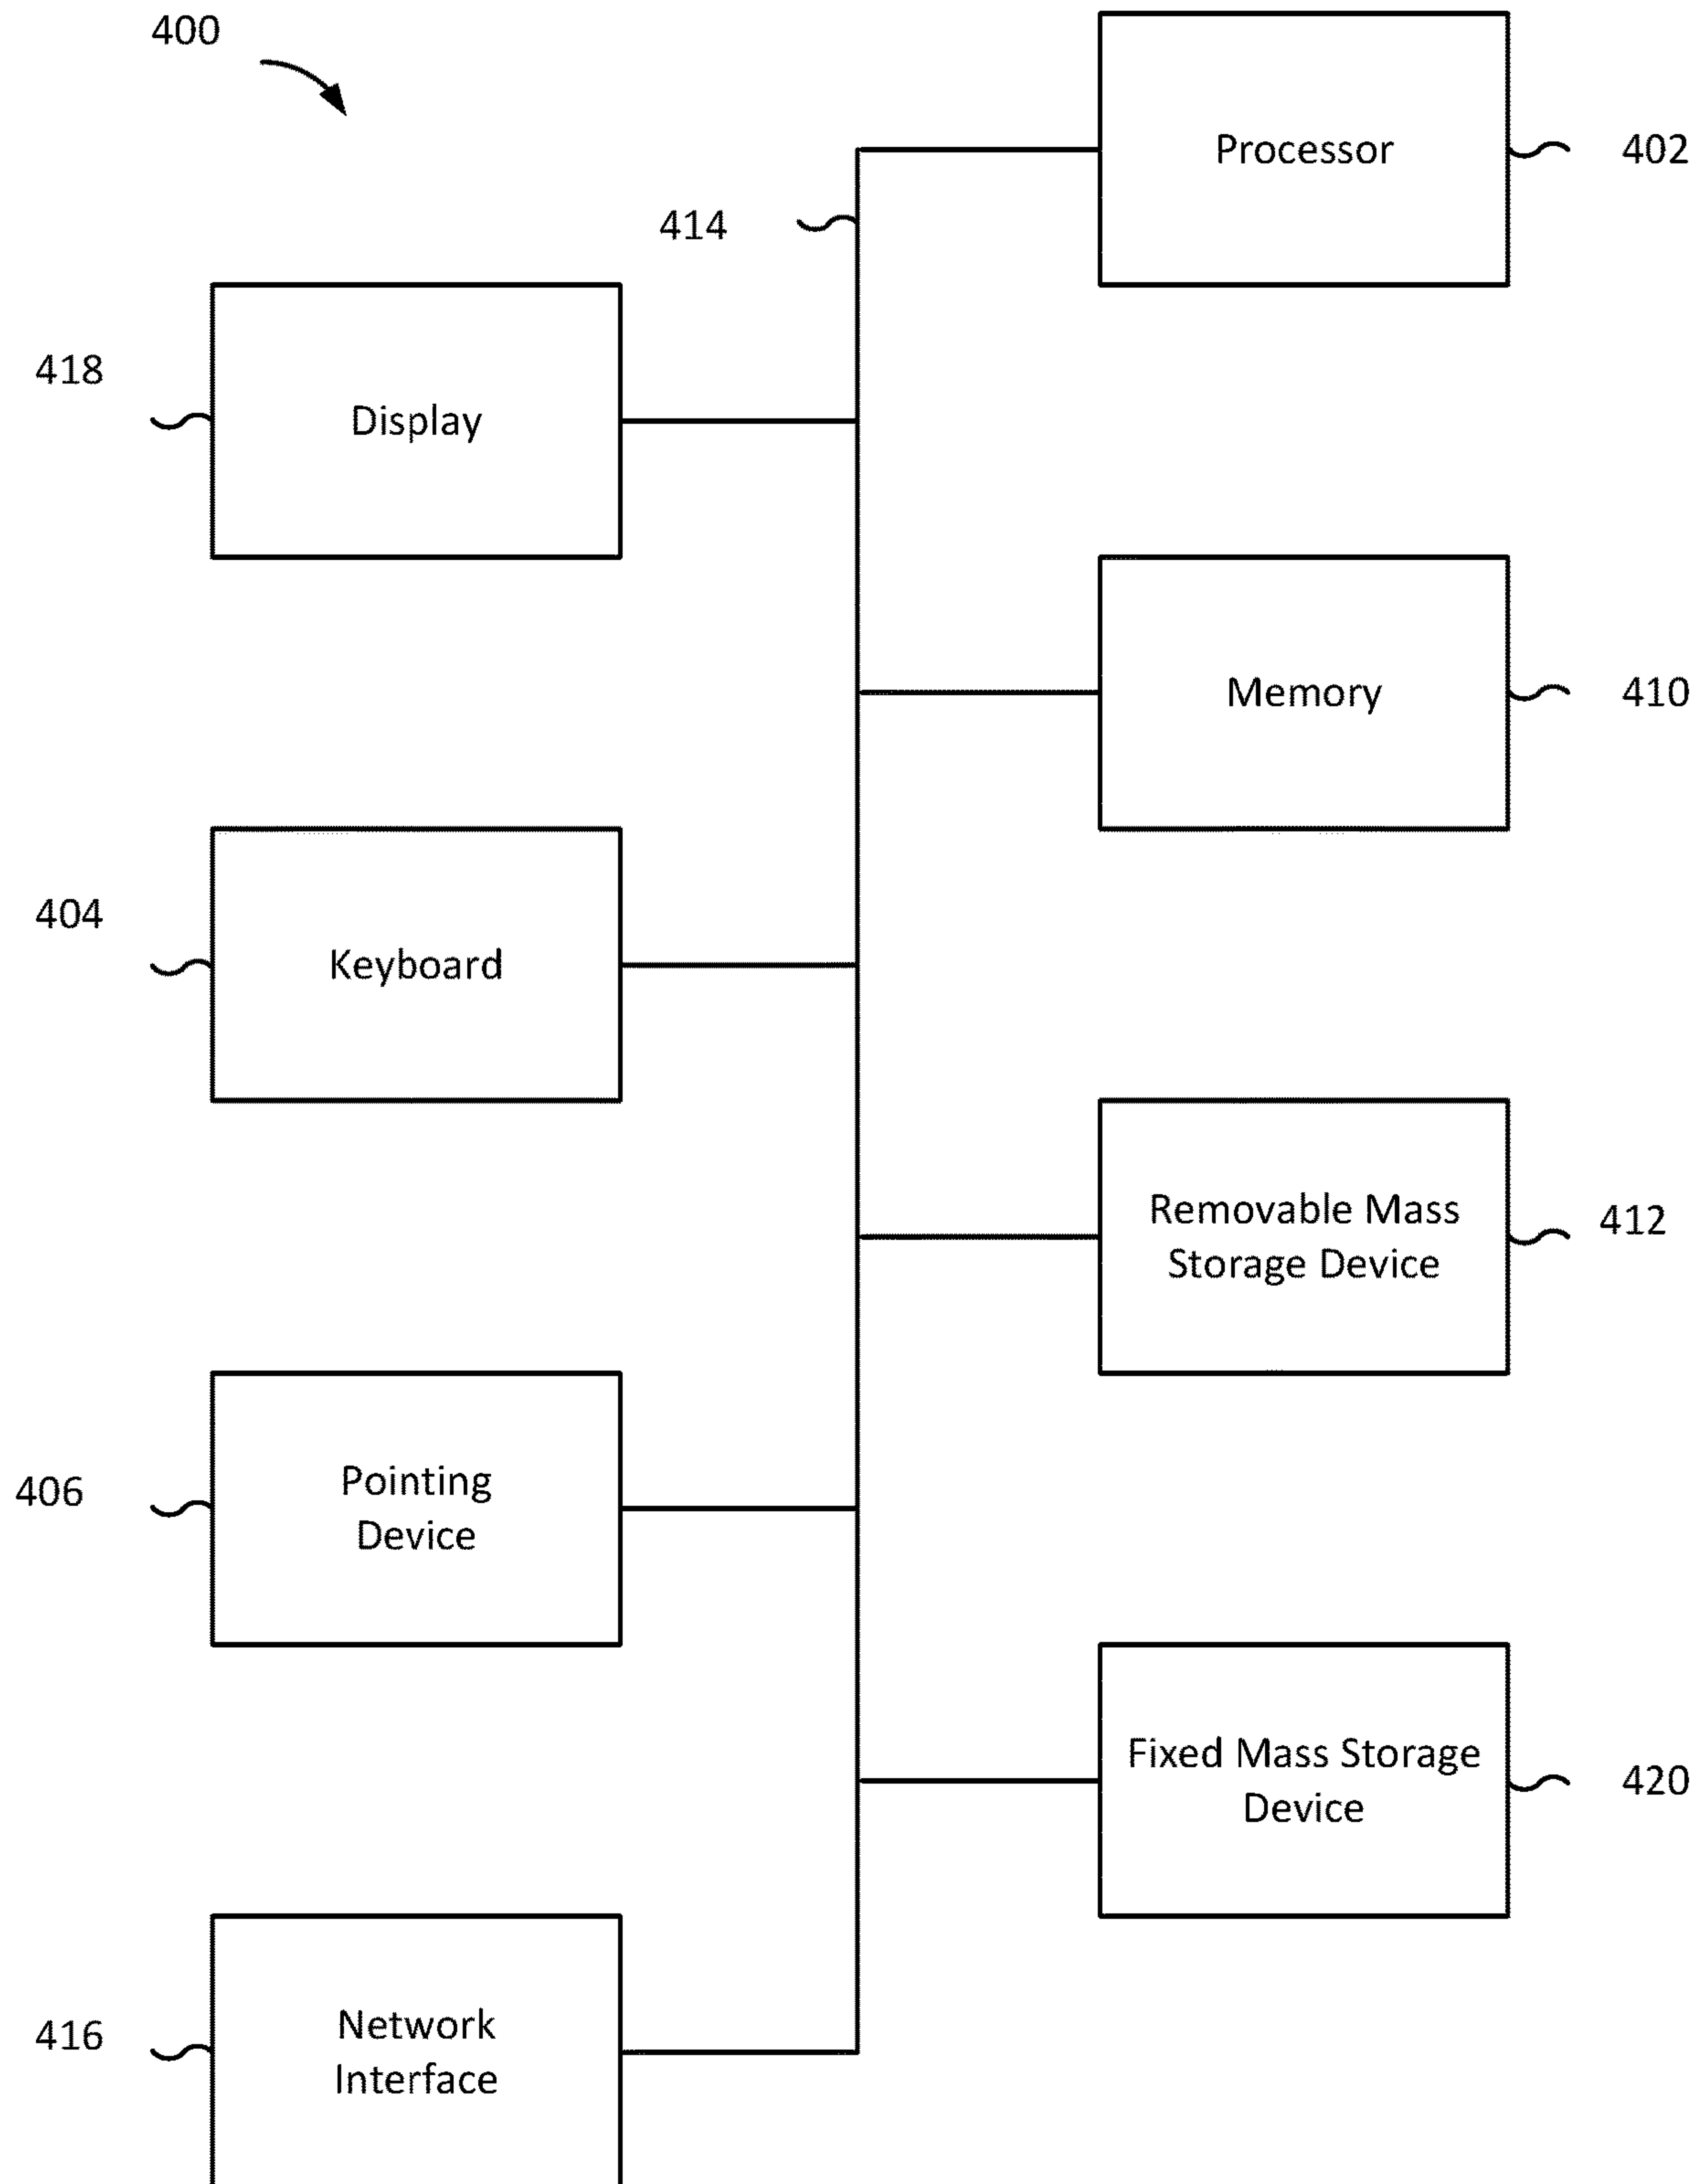 400
Processor
402
414
418
Display
Memory
410
404
Keyboard
Removable Mass
Storage Device
412
406
Pointing
Device
Fixed Mass Storage
Device
420
416
Network
Interface